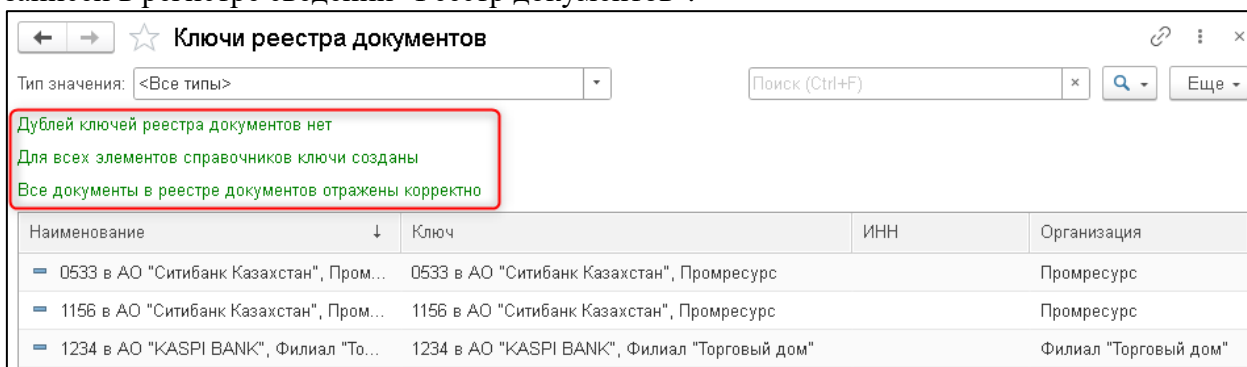 Ключи реестра документов
Тип значения: <Все типы>
Поиск (Ctrl+F)
Еще
Дублей ключей реестра документов нет
Для всех элементов справочников ключи созданы
Все документы в реестре документов отражены корректно
Наименование Ключ ИНН Организация
0533 в АО "Ситибанк Казахстан", Пром... 0533 в АО "Ситибанк Казахстан", Промресурс Промресурс
1156 в АО "Ситибанк Казахстан", Пром... 1156 в АО "Ситибанк Казахстан", Промресурс Промресурс
1234 в АО "KASPI BANK", Филиал "То... 1234 в АО "KASPI BANK", Филиал "Торговый дом" Филиал "Торговый дом"